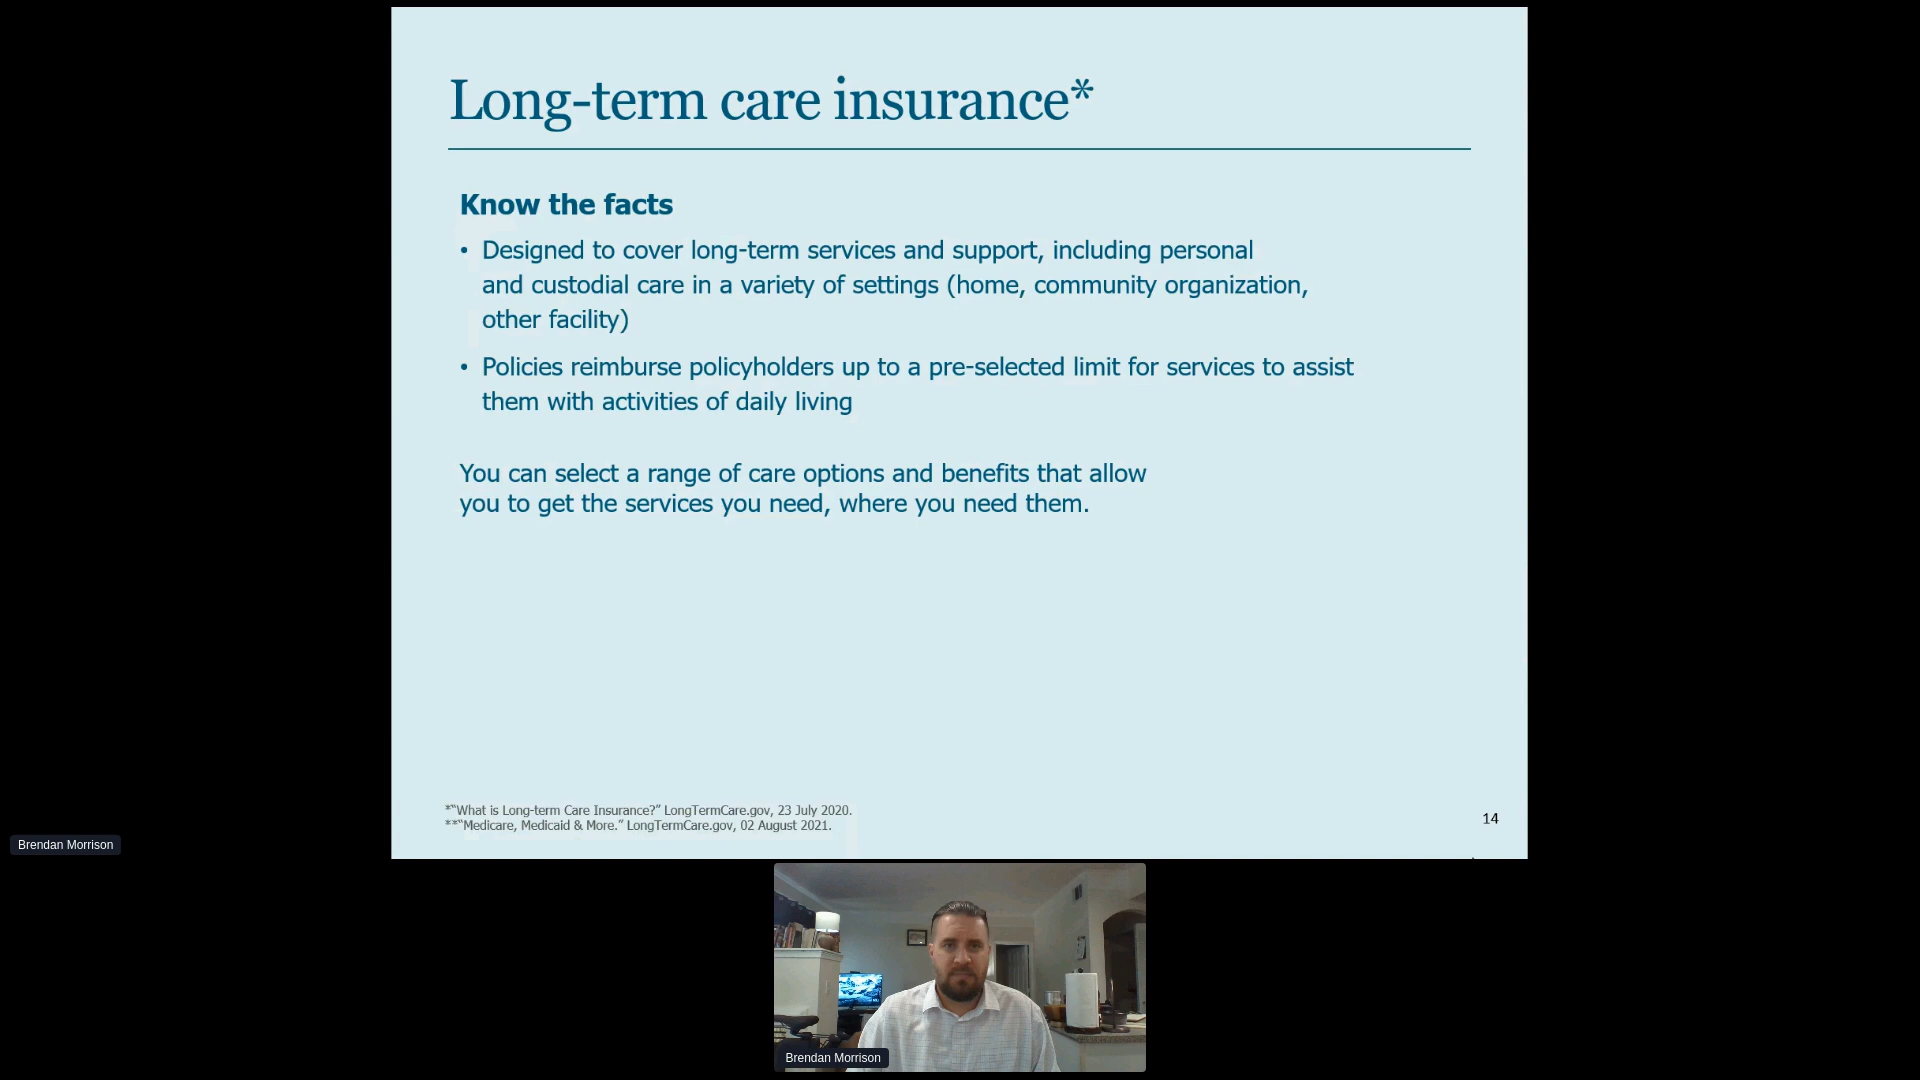 Long-term care insurance*
Know the facts
• Designed to cover long-term services and support, including personal
and custodial care in a variety of settings (home, community organization,
other facility)
• Policies reimburse policyholders up to a pre-selected limit for services to assist
them with activities of daily living
You can select a range of care options and benefits that allow
you to get the services you need, where you need them.
*“What is Long-term Care Insurance?” LongTermCare.gov, 23 July 2020.
**“Medicare, Medicaid & More.” LongTermCare.gov, 02 August 2021.
14
Brendan Morrison
Brendan Morrison